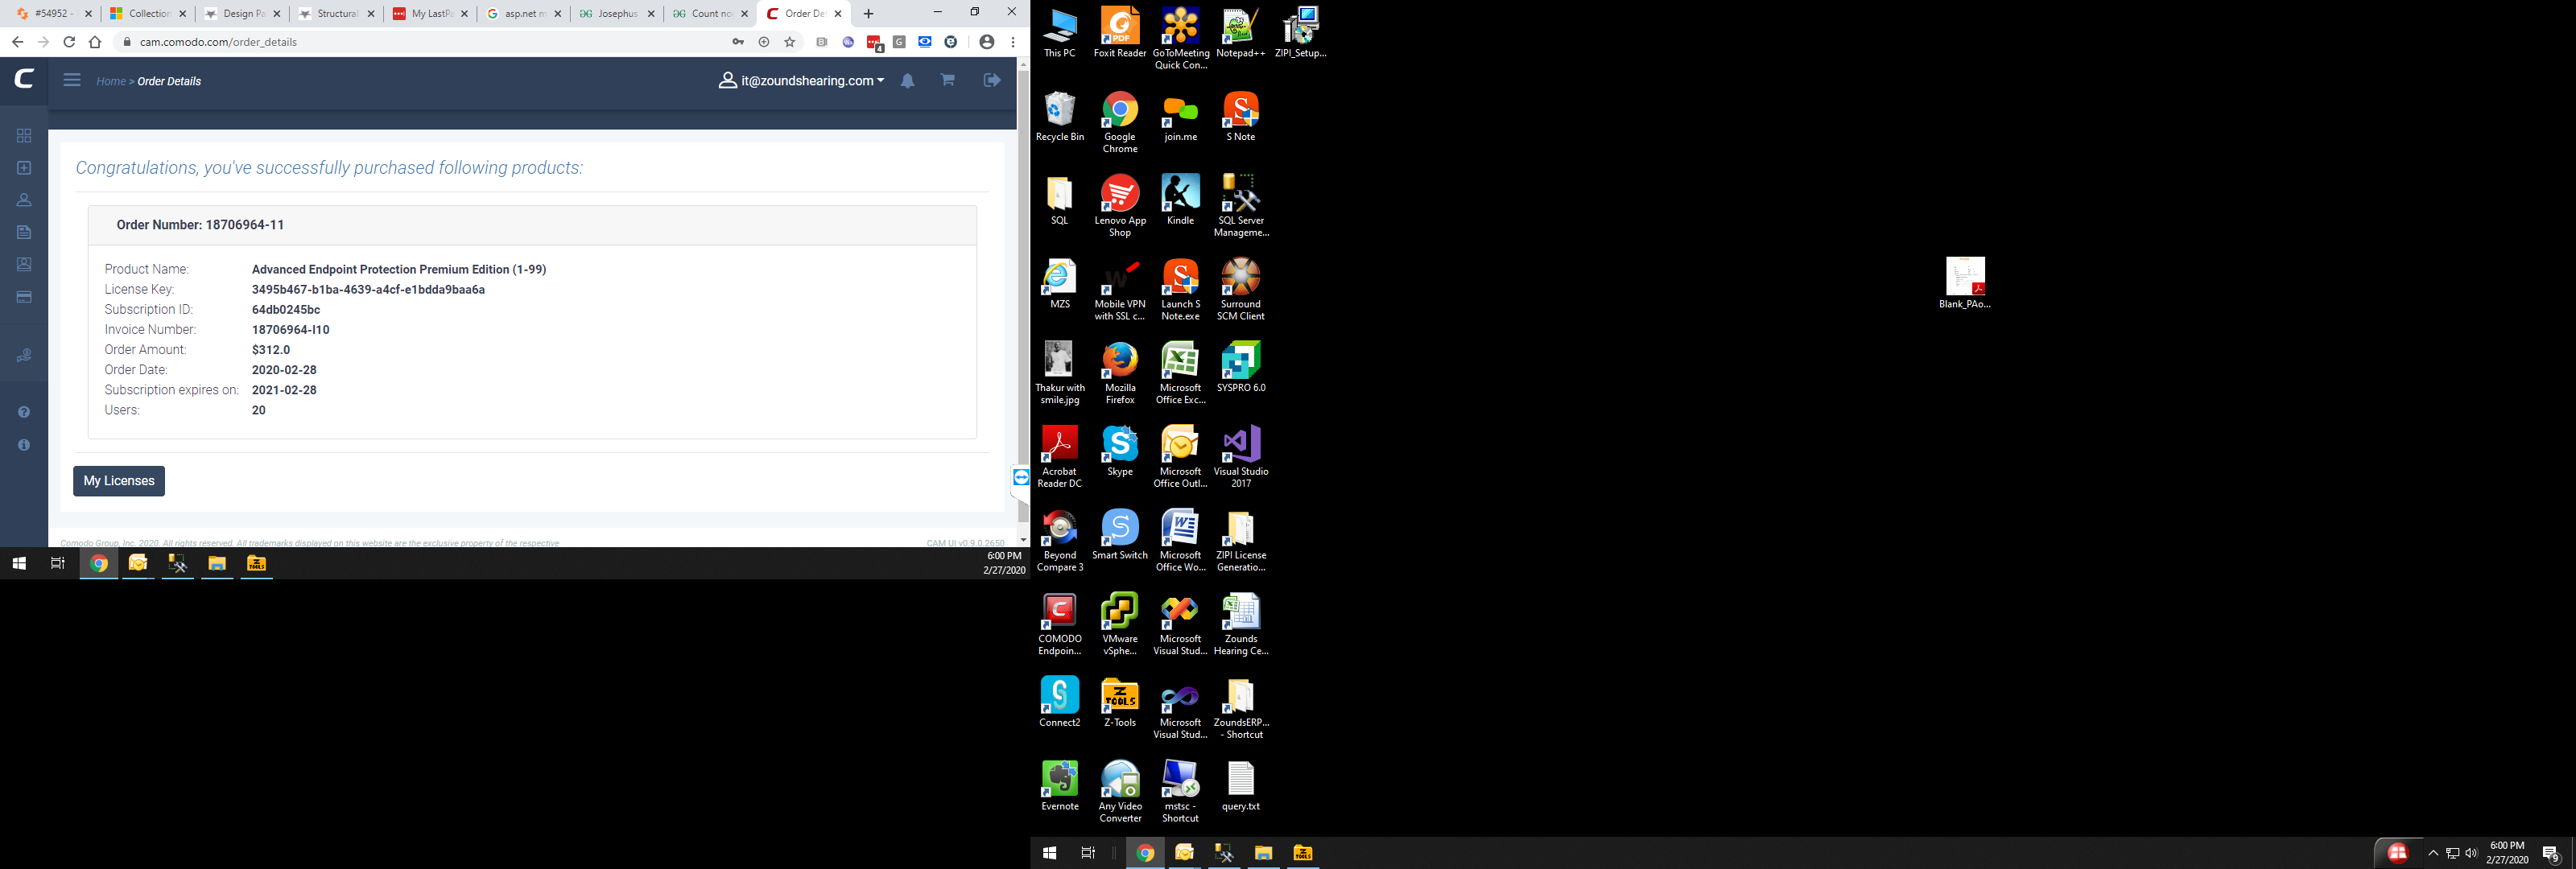 #54952 -
Collection
Design Pa
Structural
My LastPa
asp.net m
Josephus
Count no
Order Det
cam.comodo.com/order_details
4
Home > Order Details
it@zoundshearing.com
Congratulations, you've successfully purchased following products:
Order Number: 18706964-11
Product Name: Advanced Endpoint Protection Premium Edition (1-99)
License Key: 3495b467-b1ba-4639-a4cf-e1bdda9baa6a
Subscription ID: 64db0245bc
Invoice Number: 18706964-I10
Order Amount: $312.0
Order Date: 2020-02-28
Subscription expires on: 2021-02-28
Users: 20
My Licenses
Comodo Group, Inc. 2020. All rights reserved. All trademarks displayed on this website are the exclusive property of the respective
CAM UI v0.9.0.2650
6:00 PM
2/27/2020
This PC
Foxit Reader
GoToMeeting
Quick Con...
Notepad++
ZIPI_Setup...
Recycle Bin
Google
Chrome
join.me
S Note
SQL
Lenovo App
Shop
Kindle
SQL Server
Manageme...
MZS
Mobile VPN
with SSL c...
Launch S
Note.exe
Surround
SCM Client
Blank_PAo...
Thakur with
smile.jpg
Mozilla
Firefox
Microsoft
Office Exc...
SYSPRO 6.0
Acrobat
Reader DC
Skype
Microsoft
Office Outl...
Visual Studio
2017
Beyond
Compare 3
Smart Switch
Microsoft
Office Wo...
ZIPI License
Generatio...
COMODO
Endpoin...
VMware
vSphe...
Microsoft
Visual Stud...
Zounds
Hearing Ce...
Connect2
Z-Tools
Microsoft
Visual Stud...
ZoundsERP...
- Shortcut
Evernote
Any Video
Converter
mstsc -
Shortcut
query.txt
6:00 PM
2/27/2020
9